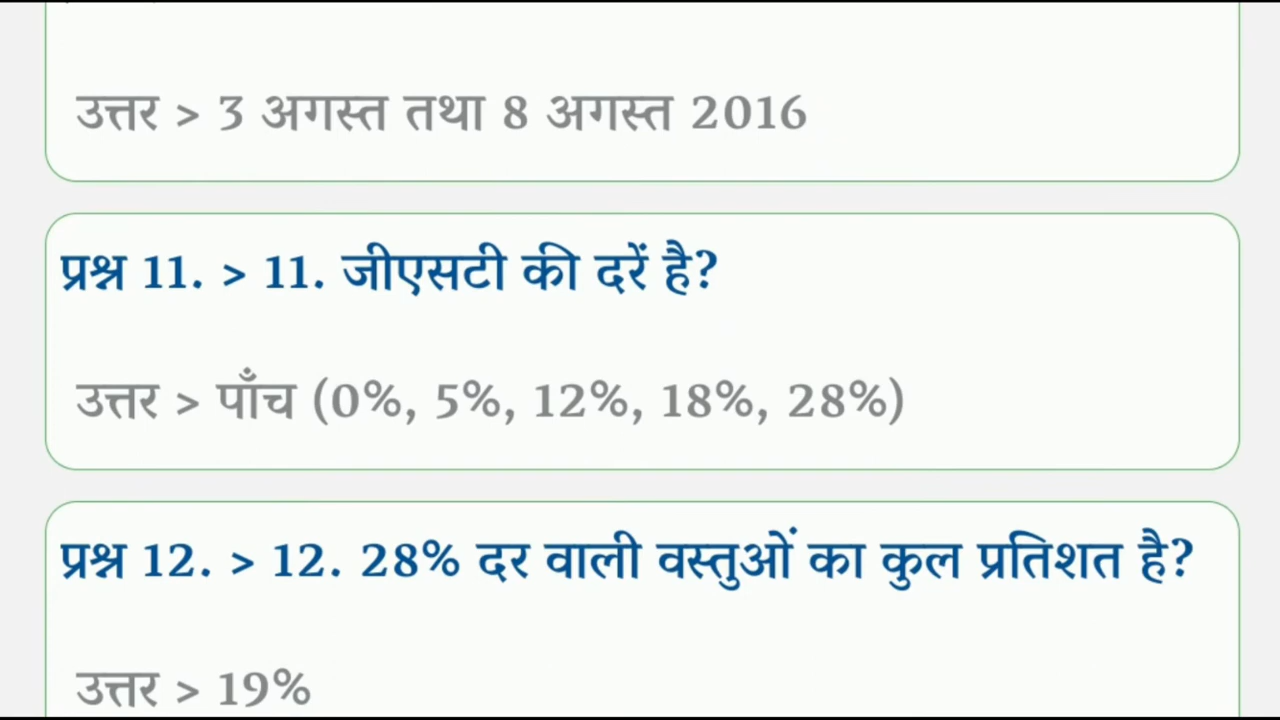 उत्तर > 3 अगस्त तथा 8 अगस्त 2016
प्रश्न 11. > 11. जीएसटी की दरें है?
उत्तर > पाँच (0%, 5%, 12%, 18%, 28%)
प्रश्न 12. > 12. 28% दर वाली वस्तुओं का कुल प्रतिशत है?
उत्तर > 19%